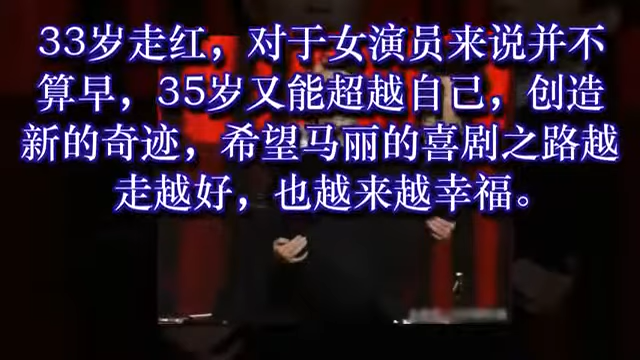 33岁走红，对于女演员来说并不
算早，35岁又能超越自己，创造
新的奇迹，希望马丽的喜剧之路越
走越好，也越来越幸福。